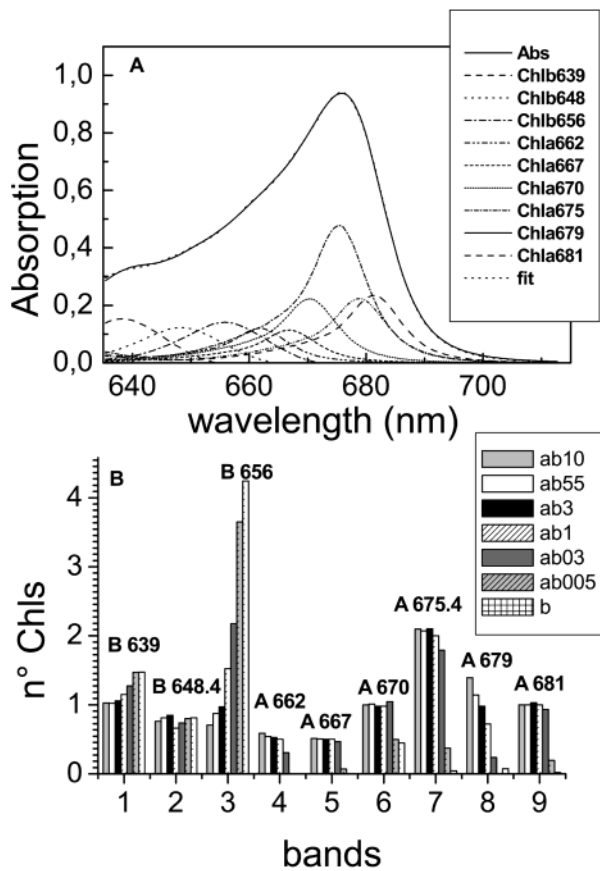 A
Absorption
1,0
0,8
0,6
0,4
0,2
0,0
640 660 680 700
wavelength (nm)
Abs
Chlb639
Chlb648
Chlb656
Chla662
Chla667
Chla670
Chla675
Chla679
Chla681
fit
B
n° Chls
4
3
2
1
0
B 639
B 648.4
B 656
A 662
A 667
A 670
A 675.4
A 679
A 681
1 2 3 4 5 6 7 8 9
bands
ab10
ab55
ab3
ab1
ab03
ab005
b